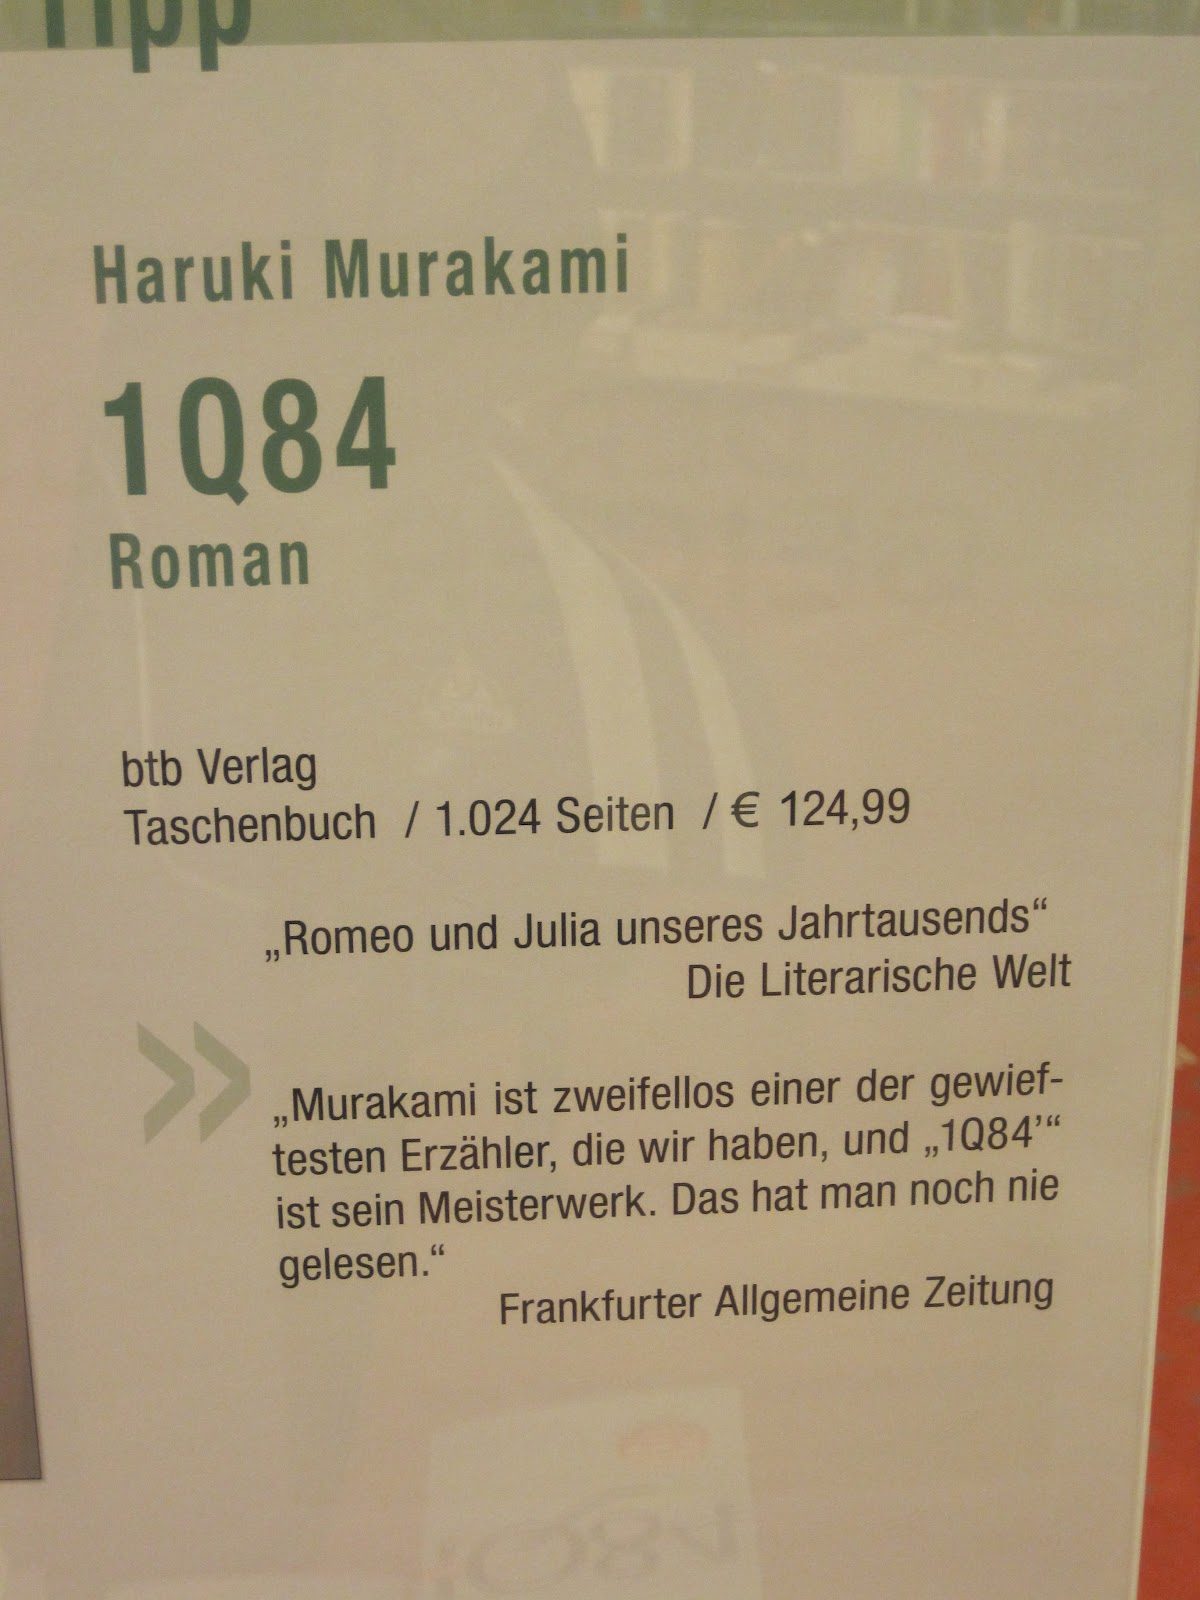 Tipp
Haruki Murakami
1Q84
Roman
btb Verlag
Taschenbuch / 1.024 Seiten / € 124,99
„Romeo und Julia unseres Jahrtausends“
Die Literarische Welt
»
„Murakami ist zweifellos einer der gewief-
testen Erzähler, die wir haben, und „1Q84’“
ist sein Meisterwerk. Das hat man noch nie
gelesen.“
Frankfurter Allgemeine Zeitung
1Q84